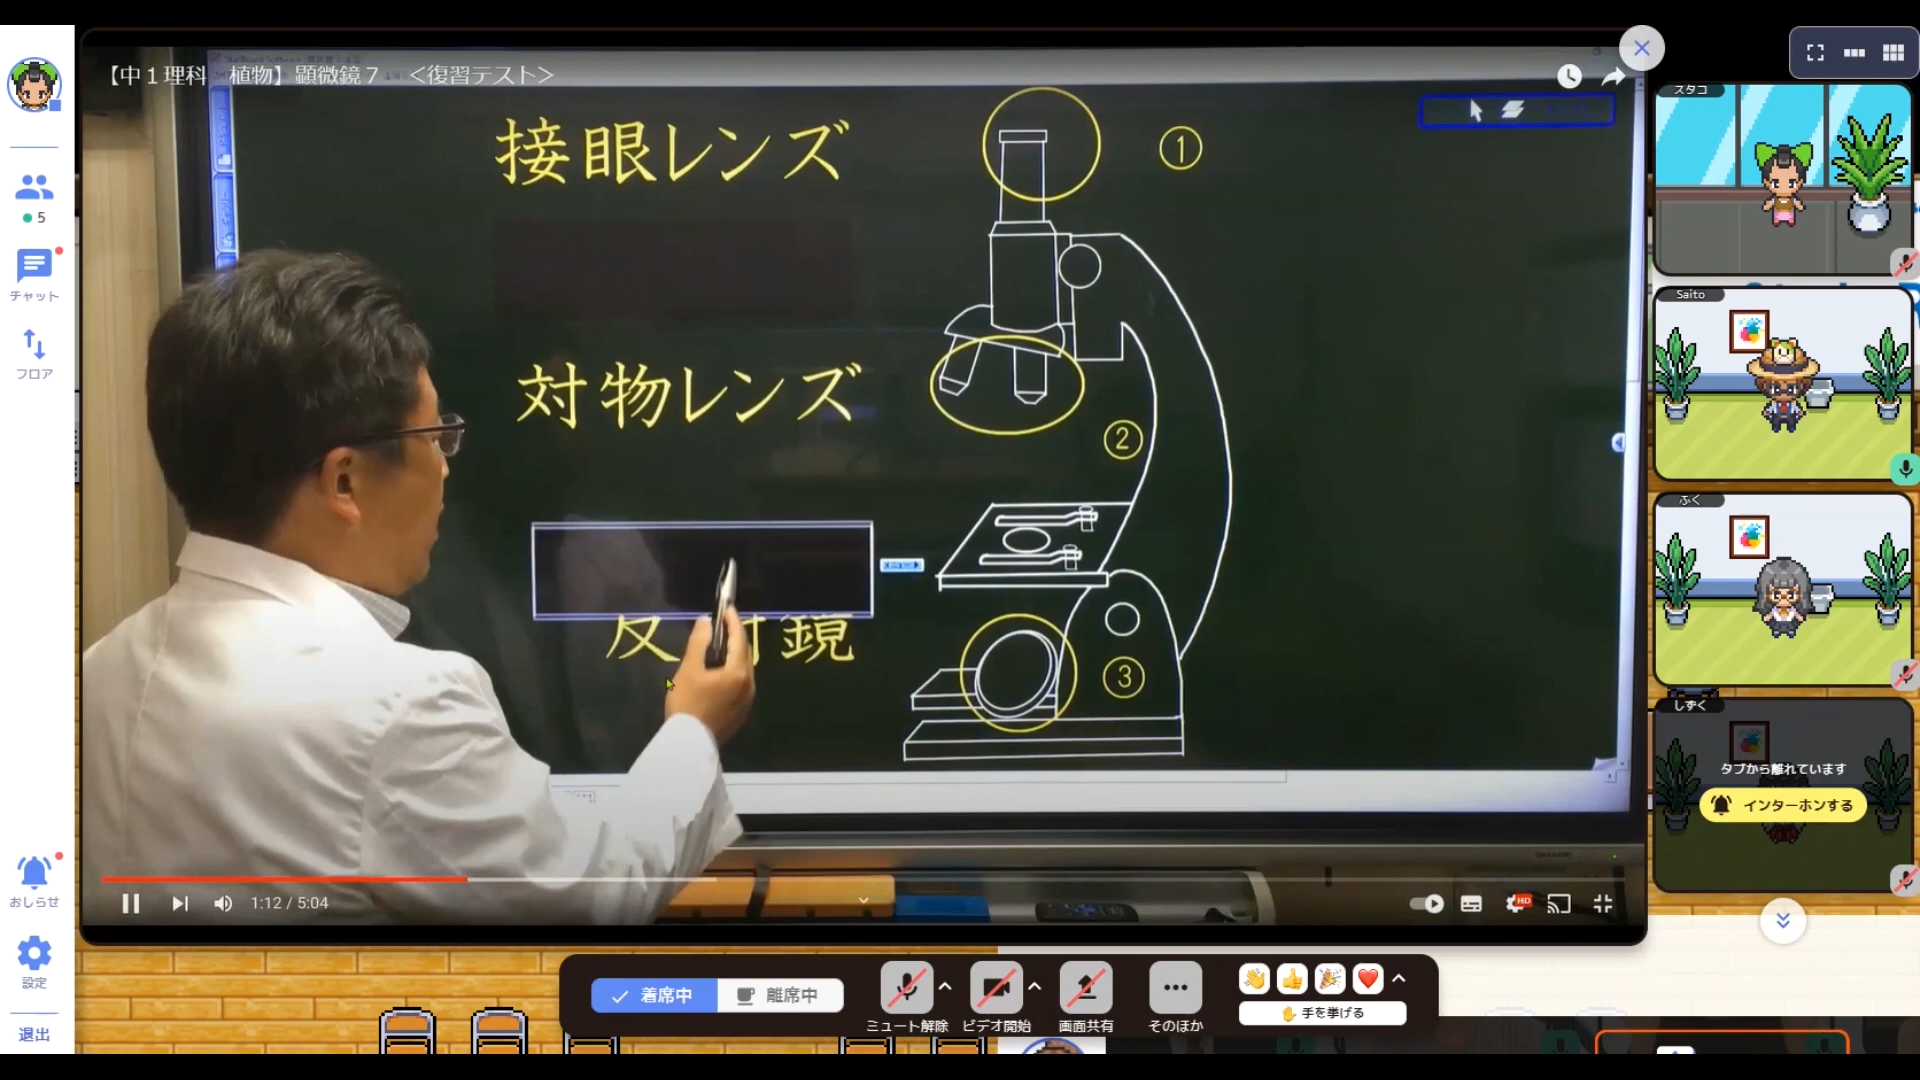 【中１理科　植物】顕微鏡７　＜復習テスト＞
接眼レンズ
①
対物レンズ
②
反射鏡
③
1:12 / 5:04
HD
5
チャット
フロア
おしらせ
設定
退出
スタコ
Saito
ふく
しずく
タブから離れています
インターホンする
着席中
離席中
ミュート解除
ビデオ開始
画面共有
そのほか
手を挙げる